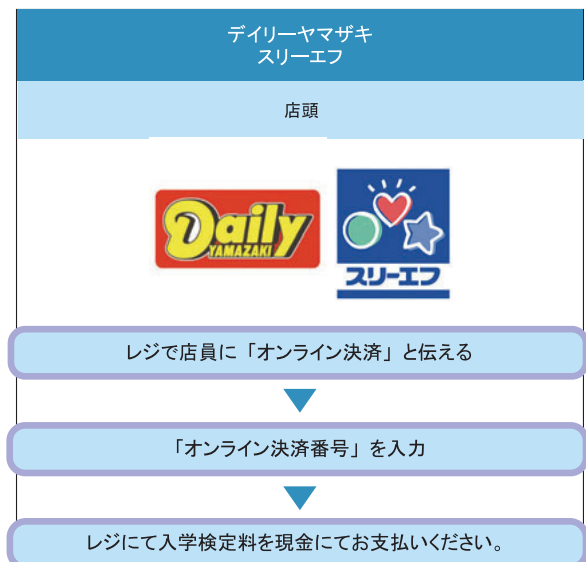 デイリーヤマザキ
スリーエフ
店頭
Daily
YAMAZAKI
スリーエフ
レジで店員に「オンライン決済」と伝える
「オンライン決済番号」を入力
レジにて入学検定料を現金にてお支払いください。